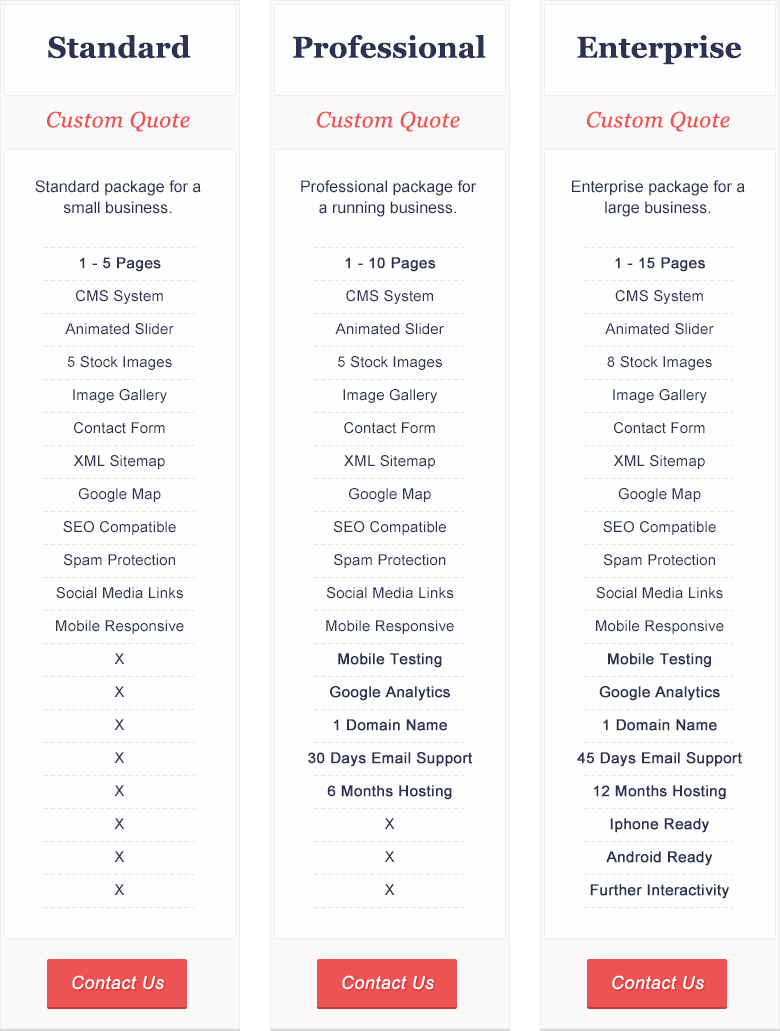 Standard
Custom Quote
Standard package for a
small business.
1 - 5 Pages
CMS System
Animated Slider
5 Stock Images
Image Gallery
Contact Form
XML Sitemap
Google Map
SEO Compatible
Spam Protection
Social Media Links
Mobile Responsive
X
X
X
X
X
X
X
X
Contact Us
Professional
Custom Quote
Professional package for
a running business.
1 - 10 Pages
CMS System
Animated Slider
5 Stock Images
Image Gallery
Contact Form
XML Sitemap
Google Map
SEO Compatible
Spam Protection
Social Media Links
Mobile Responsive
Mobile Testing
Google Analytics
1 Domain Name
30 Days Email Support
6 Months Hosting
X
X
X
Contact Us
Enterprise
Custom Quote
Enterprise package for a
large business.
1 - 15 Pages
CMS System
Animated Slider
8 Stock Images
Image Gallery
Contact Form
XML Sitemap
Google Map
SEO Compatible
Spam Protection
Social Media Links
Mobile Responsive
Mobile Testing
Google Analytics
1 Domain Name
45 Days Email Support
12 Months Hosting
Iphone Ready
Android Ready
Further Interactivity
Contact Us